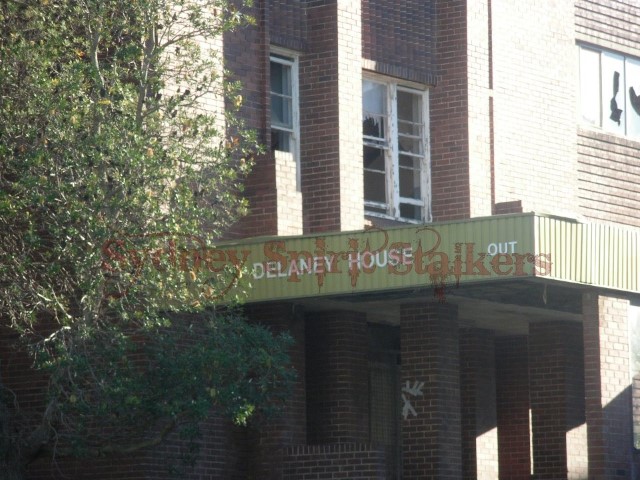 DELANEY HOUSE OUT
Sydney Spirit Stalkers